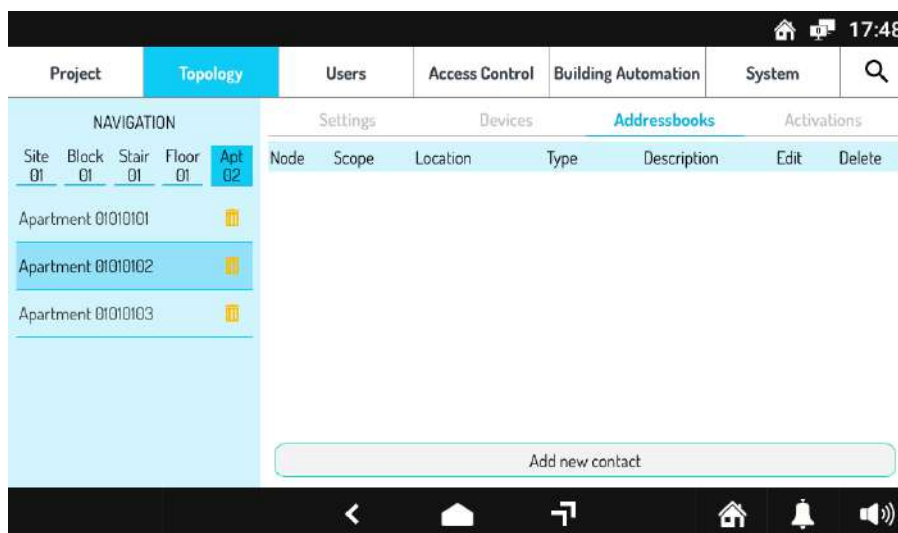 17:48
Project Topology Users Access Control Building Automation System
NAVIGATION
Settings Devices Addressbooks Activations
Site Block Stair Floor Apt
01 01 01 01 02
Node Scope Location Type Description Edit Delete
Apartment 01010101
Apartment 01010102
Apartment 01010103
Add new contact